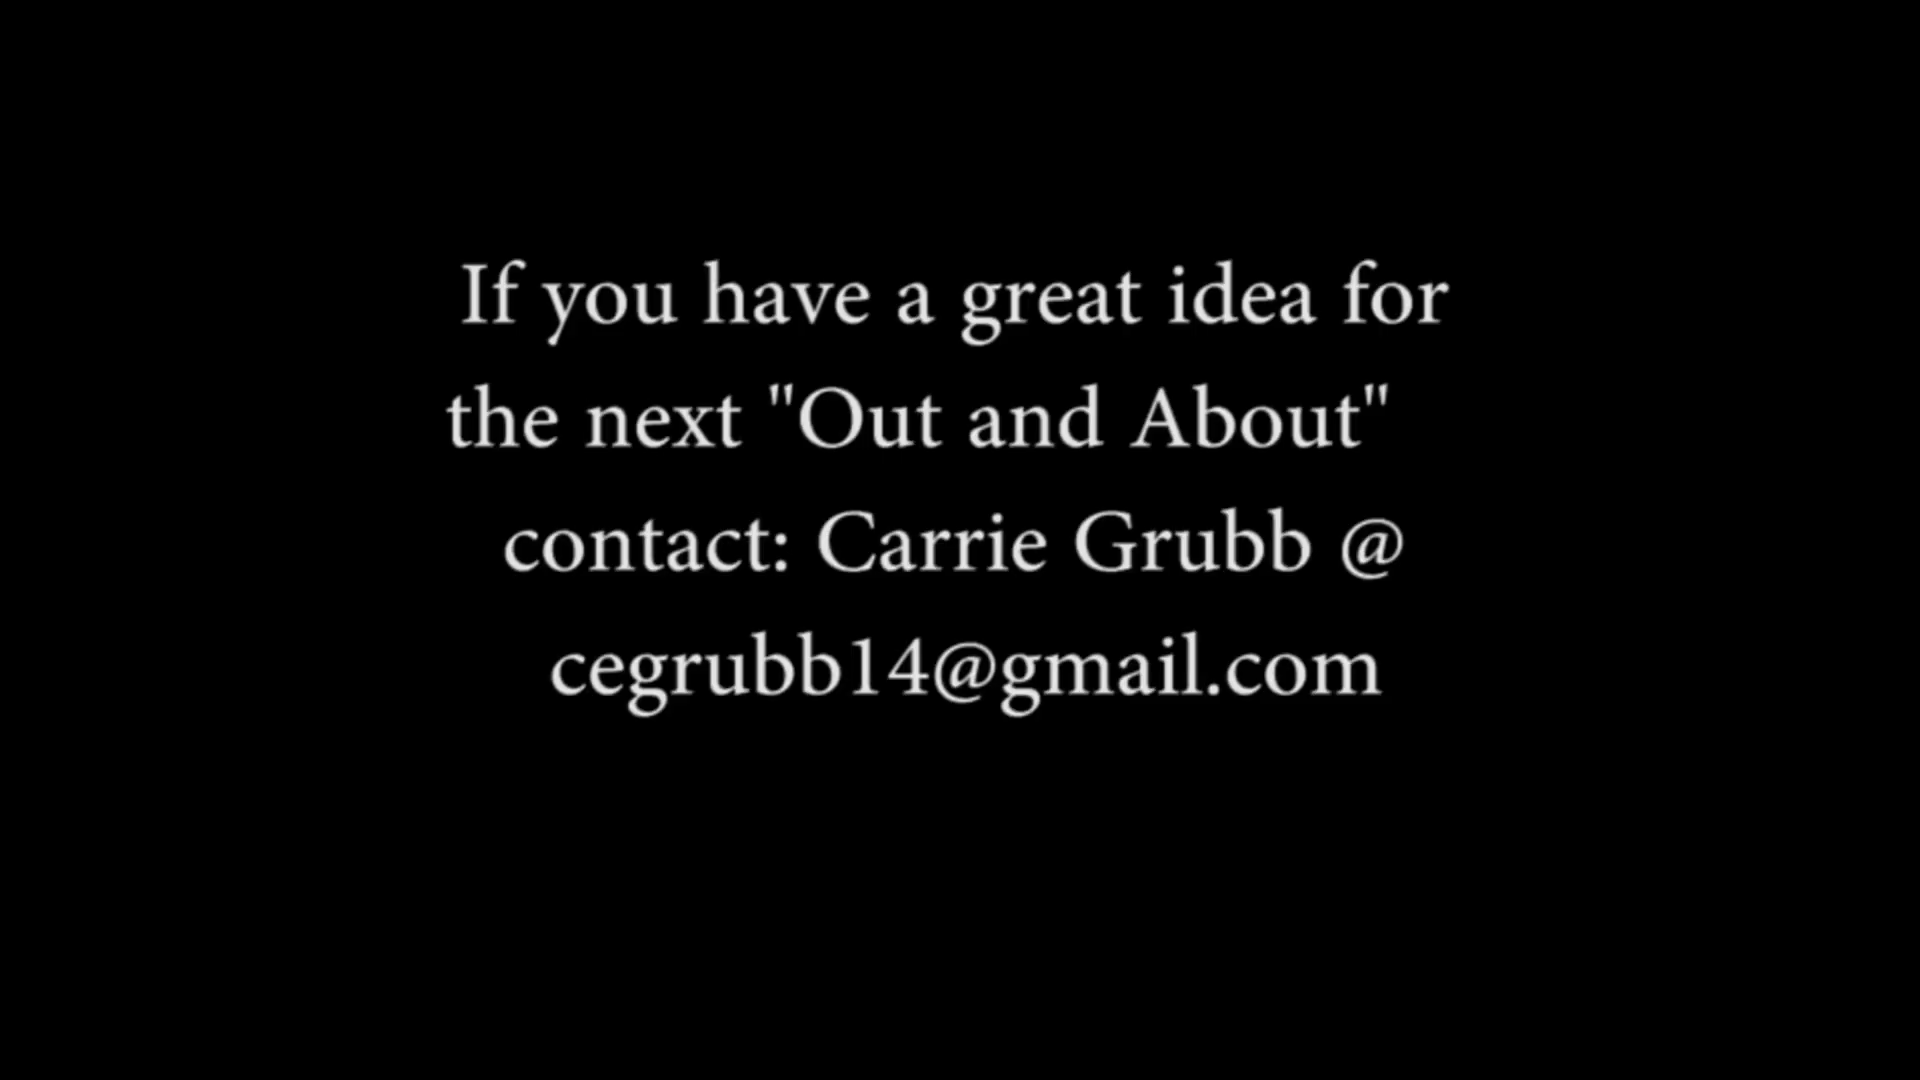 If you have a great idea for
the next "Out and About"
contact: Carrie Grubb @
cegrubb14@gmail.com